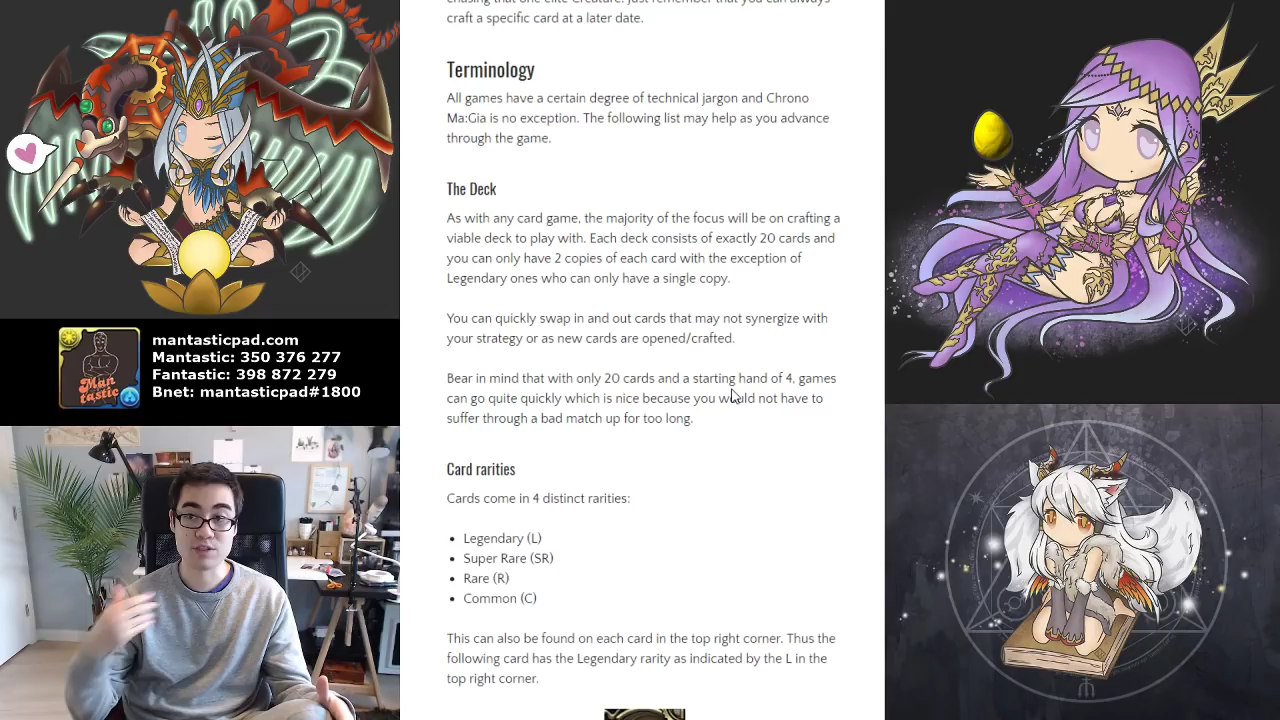 chasing that one elite Creature. Just remember that you can always
craft a specific card at a later date.
Terminology
All games have a certain degree of technical jargon and Chrono
Ma:Gia is no exception. The following list may help as you advance
through the game.
The Deck
As with any card game, the majority of the focus will be on crafting a
viable deck to play with. Each deck consists of exactly 20 cards and
you can only have 2 copies of each card with the exception of
Legendary ones who can only have a single copy.
You can quickly swap in and out cards that may not synergize with
your strategy or as new cards are opened/crafted.
Bear in mind that with only 20 cards and a starting hand of 4, games
can go quite quickly which is nice because you would not have to
suffer through a bad match up for too long.
Card rarities
Cards come in 4 distinct rarities:
• Legendary (L)
• Super Rare (SR)
• Rare (R)
• Common (C)
This can also be found on each card in the top right corner. Thus the
following card has the Legendary rarity as indicated by the L in the
top right corner.
Man
tastic
mantasticpad.com
Mantastic: 350 376 277
Fantastic: 398 872 279
Bnet: mantasticpad#1800